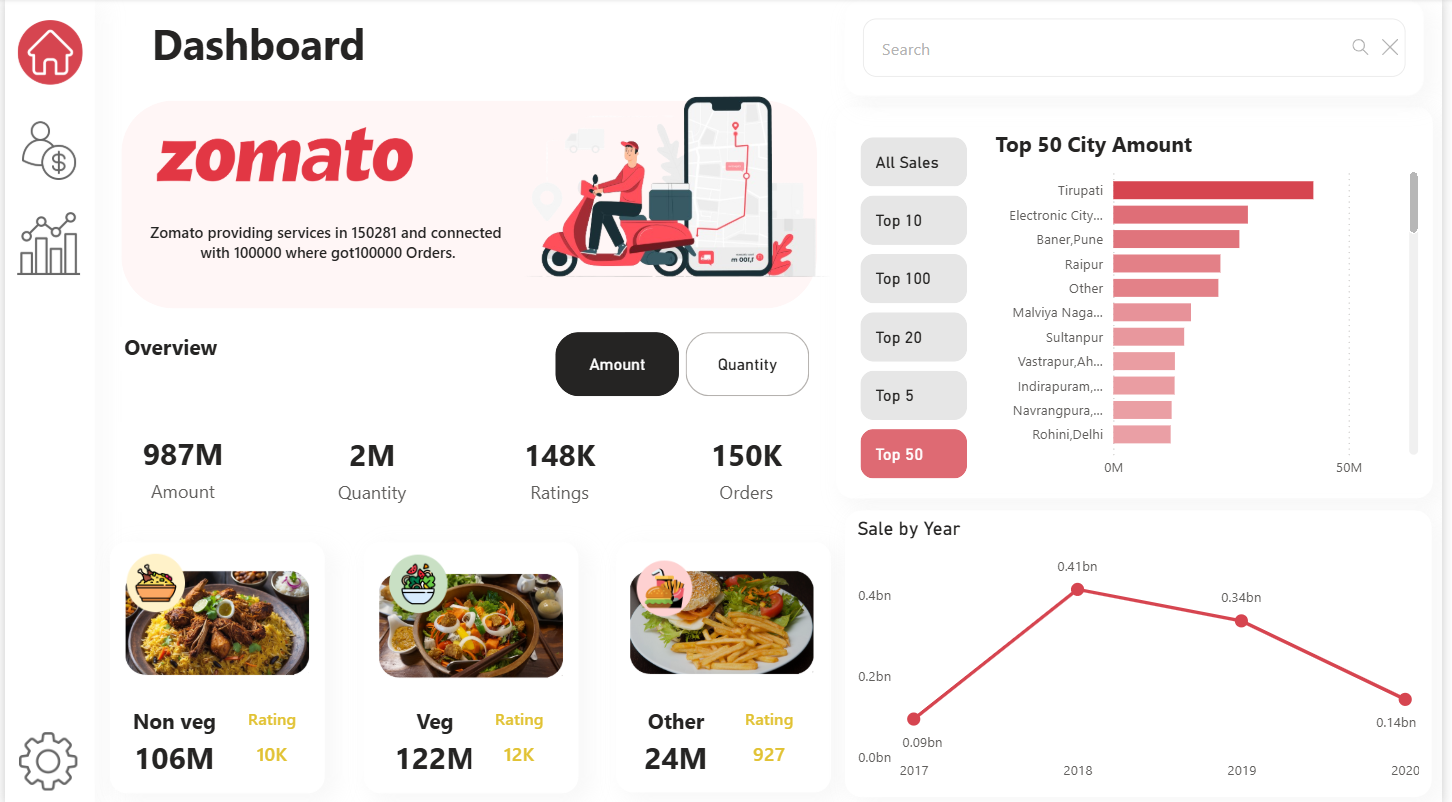 Dashboard
zomato
Zomato providing services in 150281 and connected
with 100000 where got100000 Orders.
Overview
Amount
Quantity
987M
Amount
2M
Quantity
148K
Ratings
150K
Orders
Non veg
Rating
106M
10K
Veg
Rating
122M
12K
Other
Rating
24M
927
Search
All Sales
Top 10
Top 100
Top 20
Top 5
Top 50
Top 50 City Amount
Tirupati
Electronic City...
Baner,Pune
Raipur
Other
Malviya Naga...
Sultanpur
Vastrapur,Ah...
Indirapuram,...
Navrangpura,...
Rohini,Delhi
0M
50M
Sale by Year
0.4bn
0.2bn
0.0bn
0.09bn
0.41bn
0.34bn
0.14bn
2017
2018
2019
2020